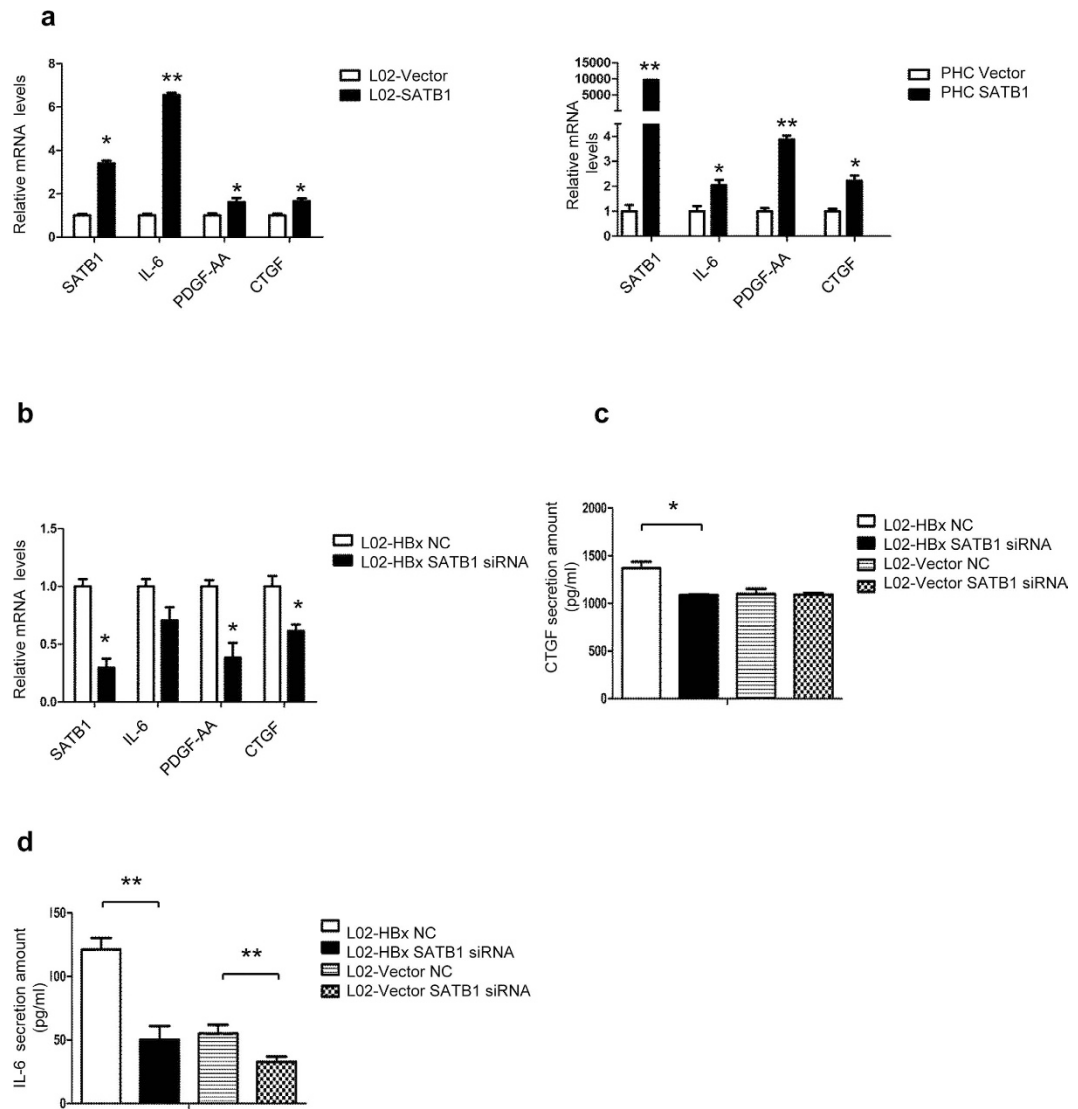 a
Relative mRNA levels
8
6
4
2
0
**
*
*
*
SATB1
IL-6
PDGF-AA
CTGF
L02-Vector
L02-SATB1
Relative mRNA
levels
15000
10000
5000
4
3
2
1
0
**
*
**
*
SATB1
IL-6
PDGF-AA
CTGF
PHC Vector
PHC SATB1
b
Relative mRNA levels
1.5
1.0
0.5
0.0
*
*
*
SATB1
IL-6
PDGF-AA
CTGF
L02-HBx NC
L02-HBx SATB1 siRNA
c
CTGF secretion amount
(pg/ml)
2000
1500
1000
500
0
*
L02-HBx NC
L02-HBx SATB1 siRNA
L02-Vector NC
L02-Vector SATB1 siRNA
d
IL-6 secretion amount
(pg/ml)
150
100
50
0
**
**
L02-HBx NC
L02-HBx SATB1 siRNA
L02-Vector NC
L02-Vector SATB1 siRNA